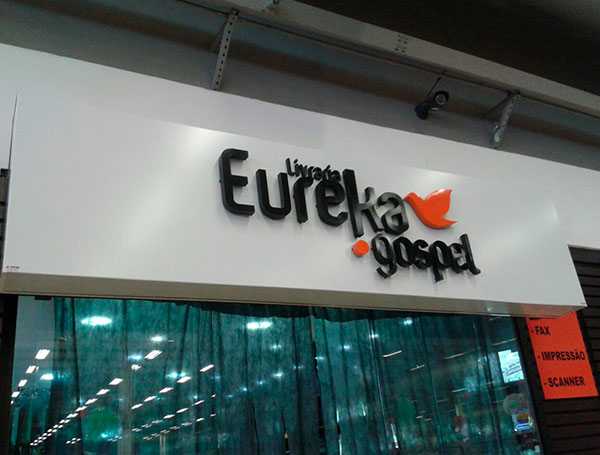 Livraria
Eureka
gospel
- FAX
- IMPRESSÃO
- SCANNER